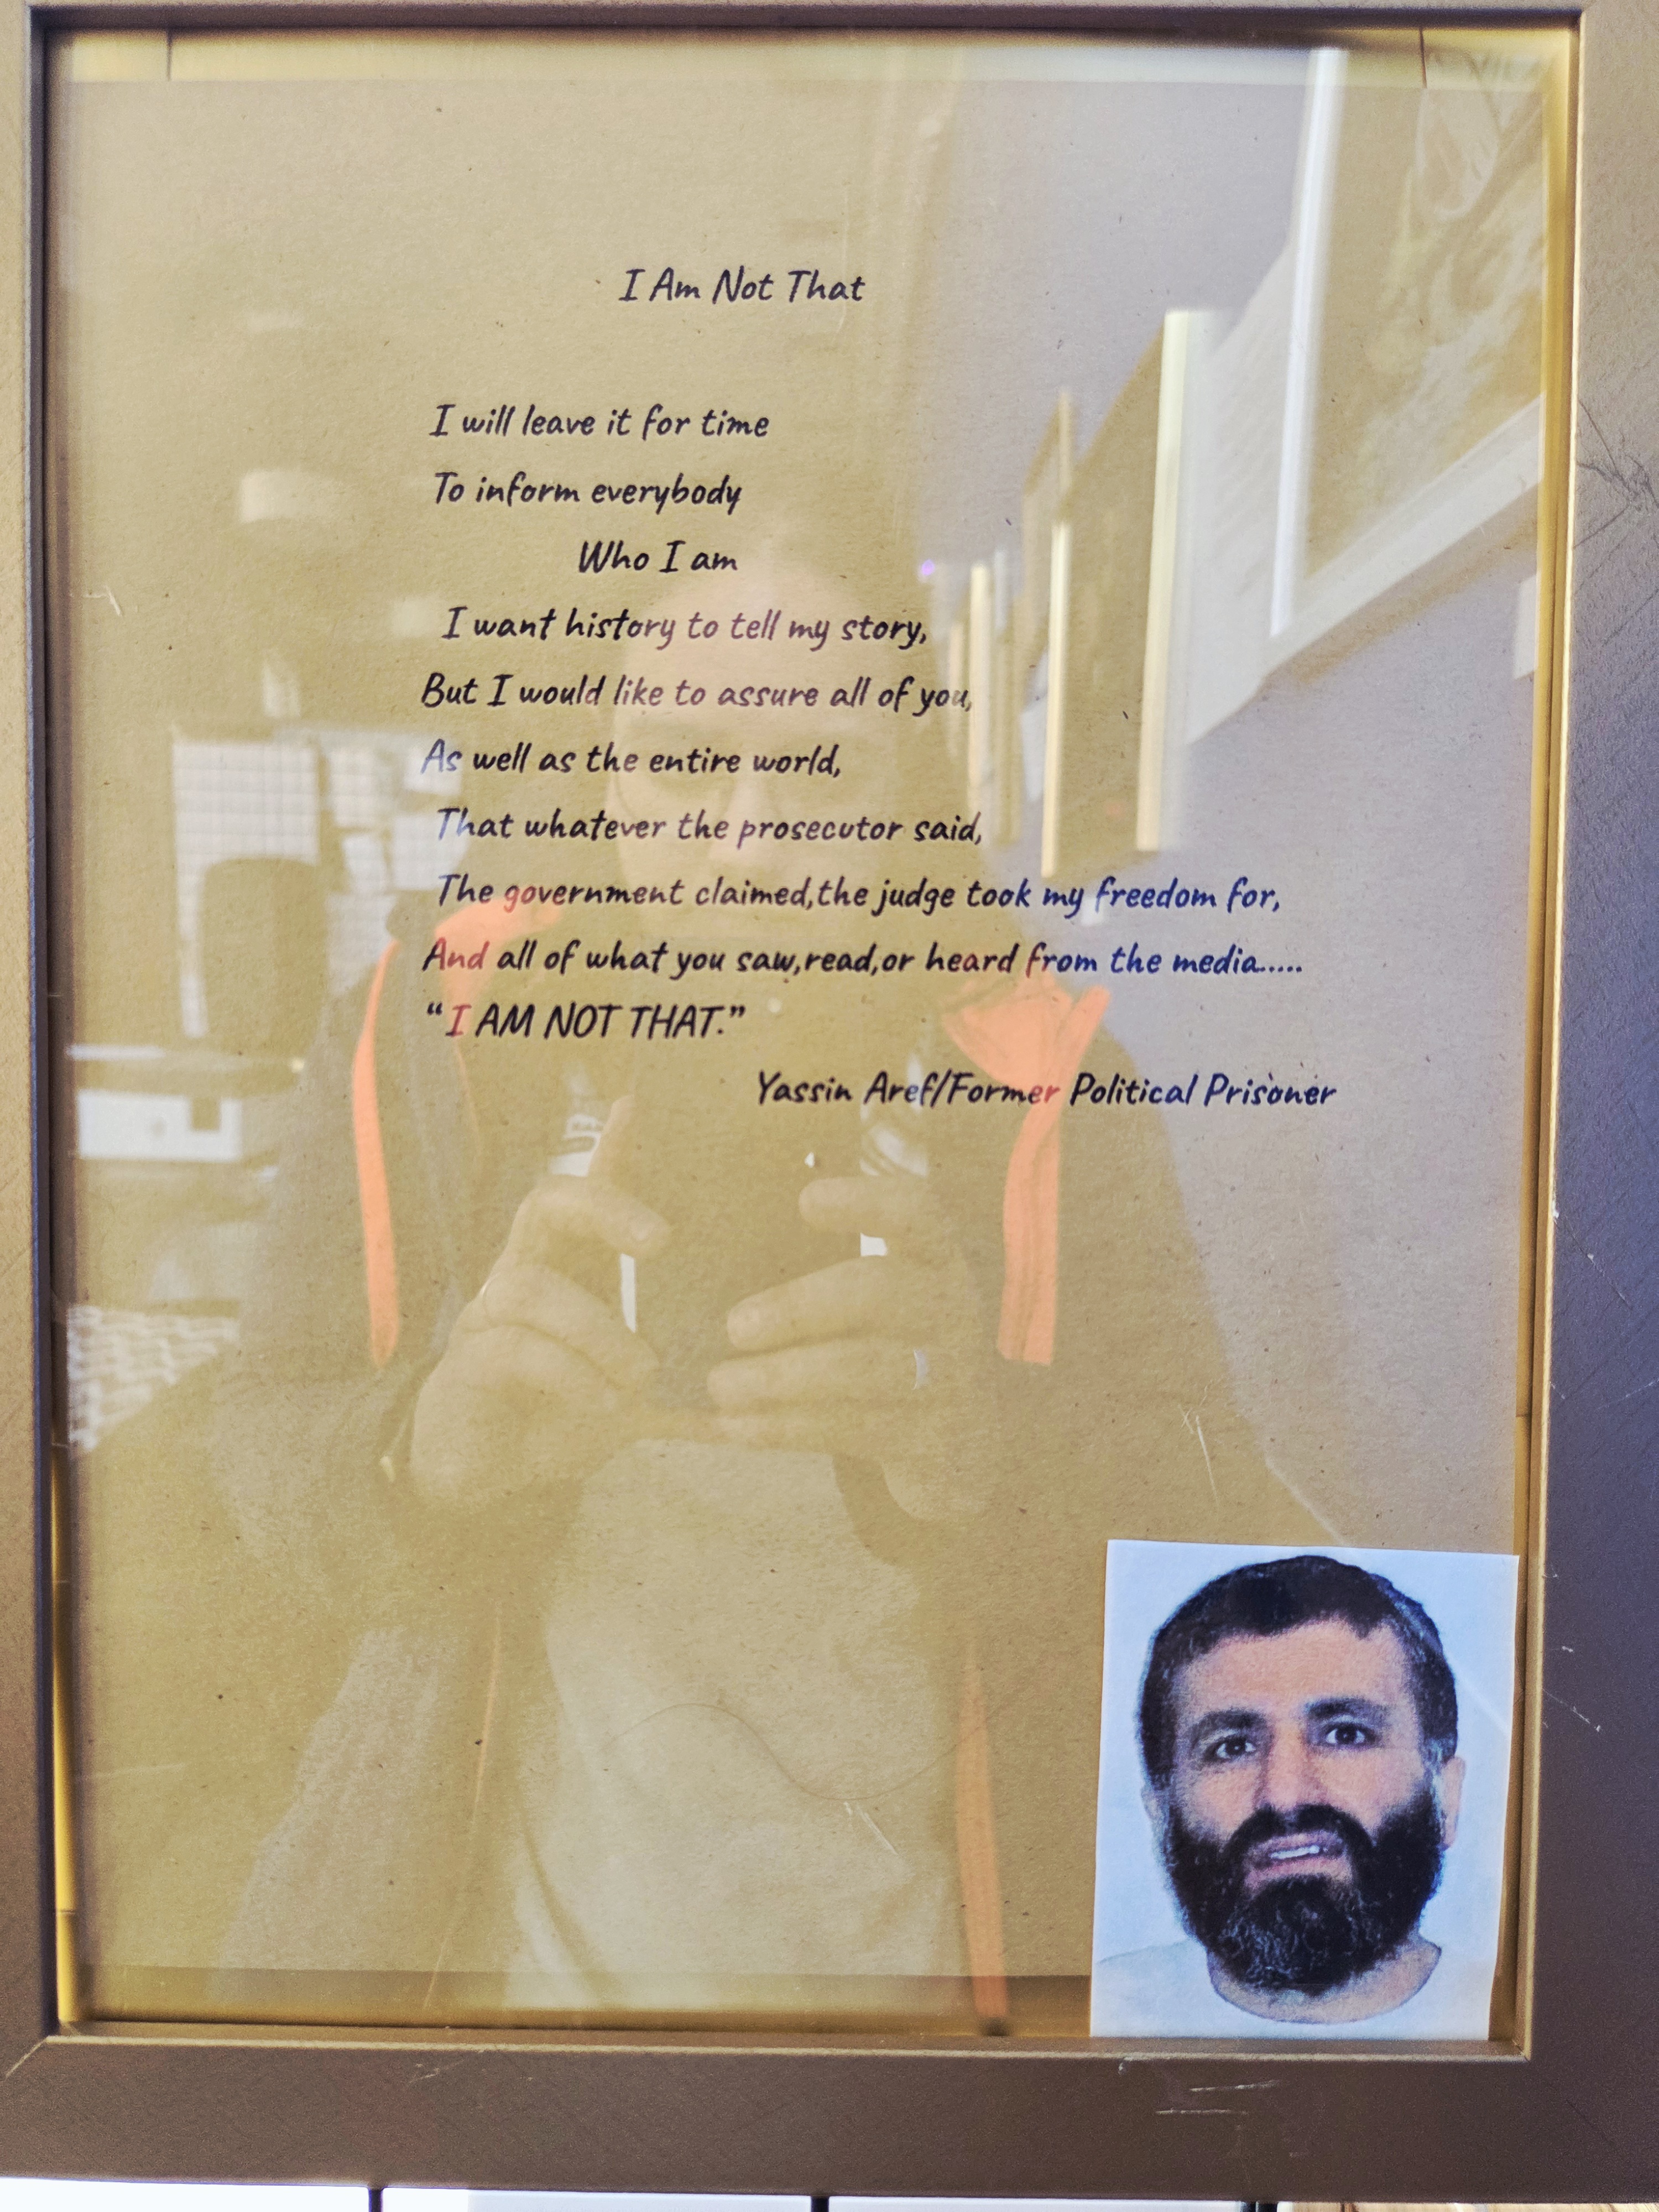 I Am Not That
I will leave it for time
To inform everybody
Who I am
I want history to tell my story,
But I would like to assure all of you,
As well as the entire world,
That whatever the prosecutor said,
The government claimed,the judge took my freedom for,
And all of what you saw,read,or heard from the media.....
“I AM NOT THAT.”
Yassin Aref/Former Political Prisoner